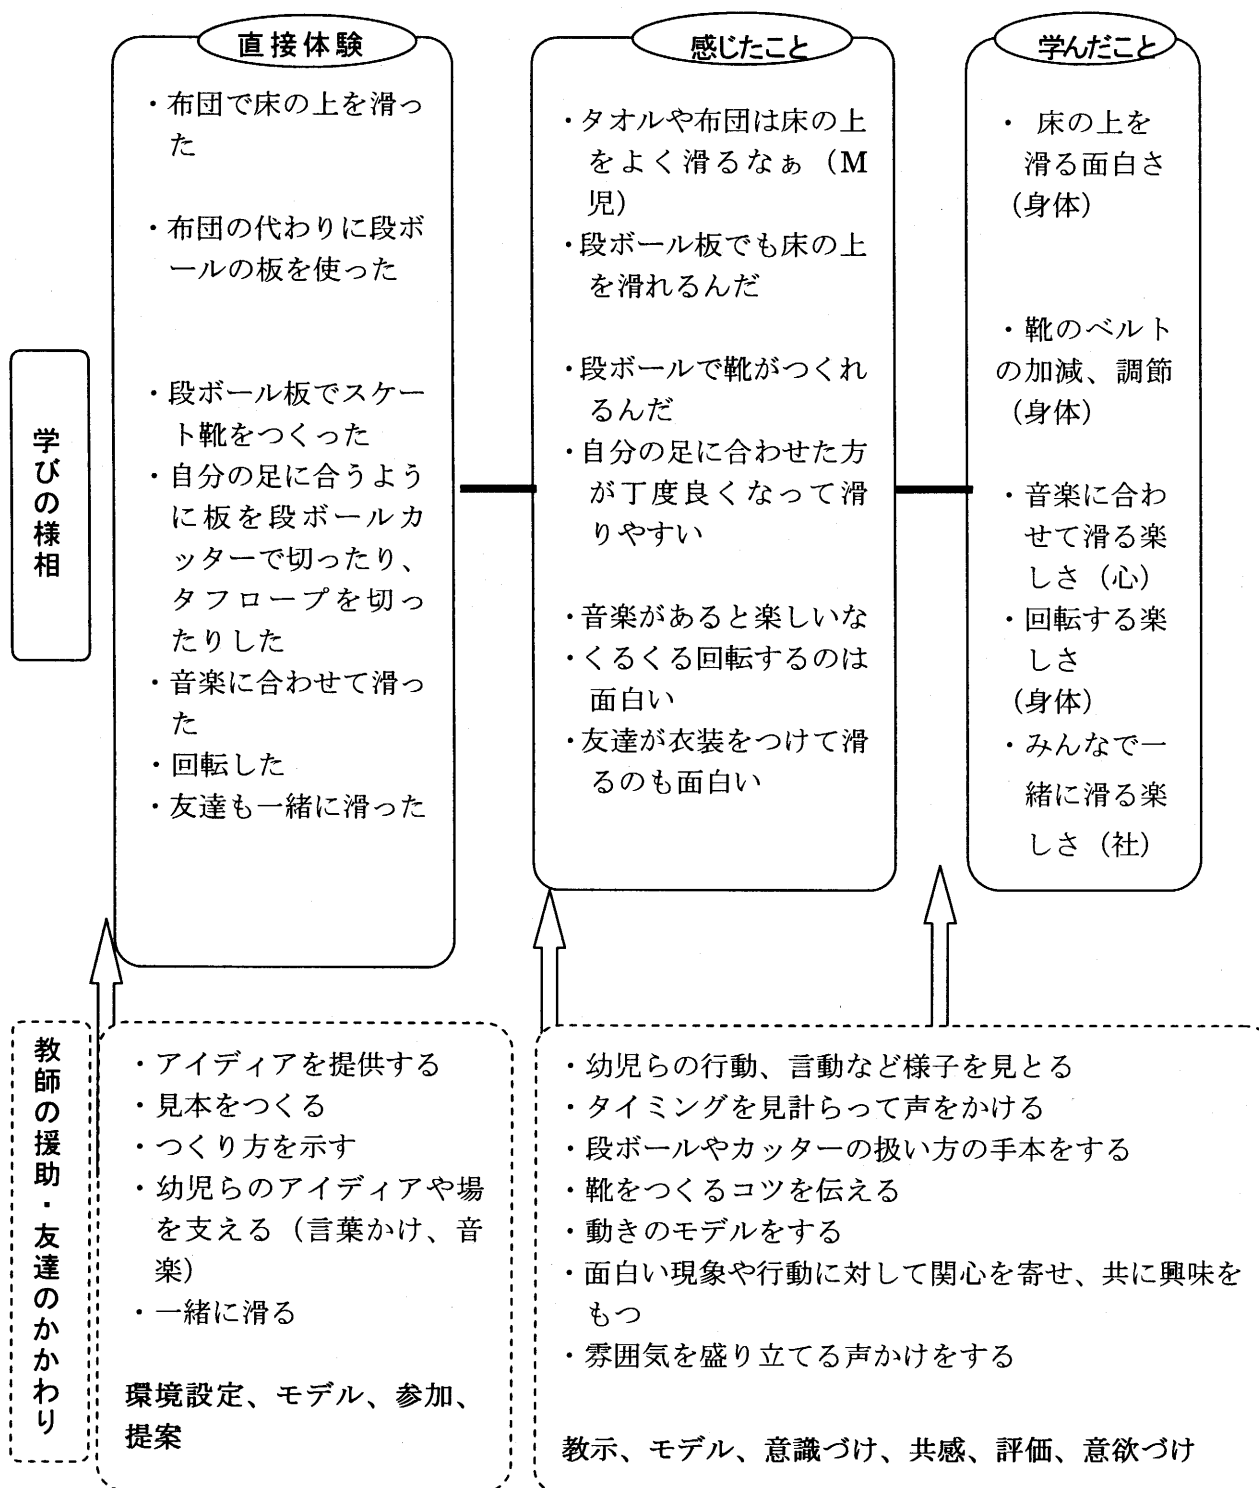 直接体験
・布団で床の上を滑っ
た
・布団の代わりに段ボ
ールの板を使った
・段ボール板でスケー
ト靴をつくった
・自分の足に合うよう
に板を段ボールカ
ッターで切ったり、
タフロープを切っ
たりした
・音楽に合わせて滑っ
た
・回転した
・友達も一緒に滑った
感じたこと
・タオルや布団は床の上
をよく滑るなぁ（M
児）
・段ボール板でも床の上
を滑れるんだ
・段ボールで靴がつくれ
るんだ
・自分の足に合わせた方
が丁度良くなって滑
りやすい
・音楽があると楽しいな
・くるくる回転するのは
面白い
・友達が衣装をつけて滑
るのも面白い
学んだこと
・ 床の上を
滑る面白さ
（身体）
・靴のベルト
の加減、調節
（身体）
・音楽に合わ
せて滑る楽
しさ（心）
・回転する楽
しさ
（身体）
・みんなで一
緒に滑る楽
しさ（社）
学びの様相
教師の援助・友達のかかわり
・アイディアを提供する
・見本をつくる
・つくり方を示す
・幼児らのアイディアや場
を支える（言葉かけ、音
楽）
・一緒に滑る
環境設定、モデル、参加、
提案
・幼児らの行動、言動など様子を見とる
・タイミングを見計らって声をかける
・段ボールやカッターの扱い方の手本をする
・靴をつくるコツを伝える
・動きのモデルをする
・面白い現象や行動に対して関心を寄せ、共に興味を
もつ
・雰囲気を盛り立てる声かけをする
教示、モデル、意識づけ、共感、評価、意欲づけ